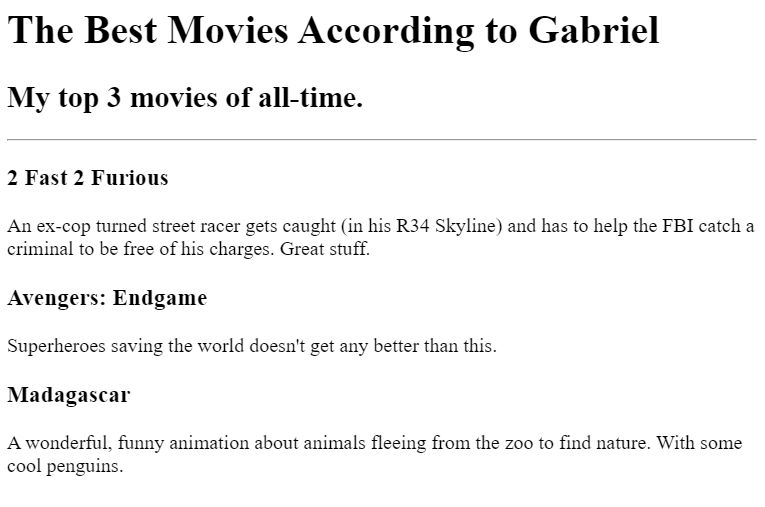 The Best Movies According to Gabriel
My top 3 movies of all-time.
2 Fast 2 Furious
An ex-cop turned street racer gets caught (in his R34 Skyline) and has to help the FBI catch a
criminal to be free of his charges. Great stuff.
Avengers: Endgame
Superheroes saving the world doesn't get any better than this.
Madagascar
A wonderful, funny animation about animals fleeing from the zoo to find nature. With some
cool penguins.